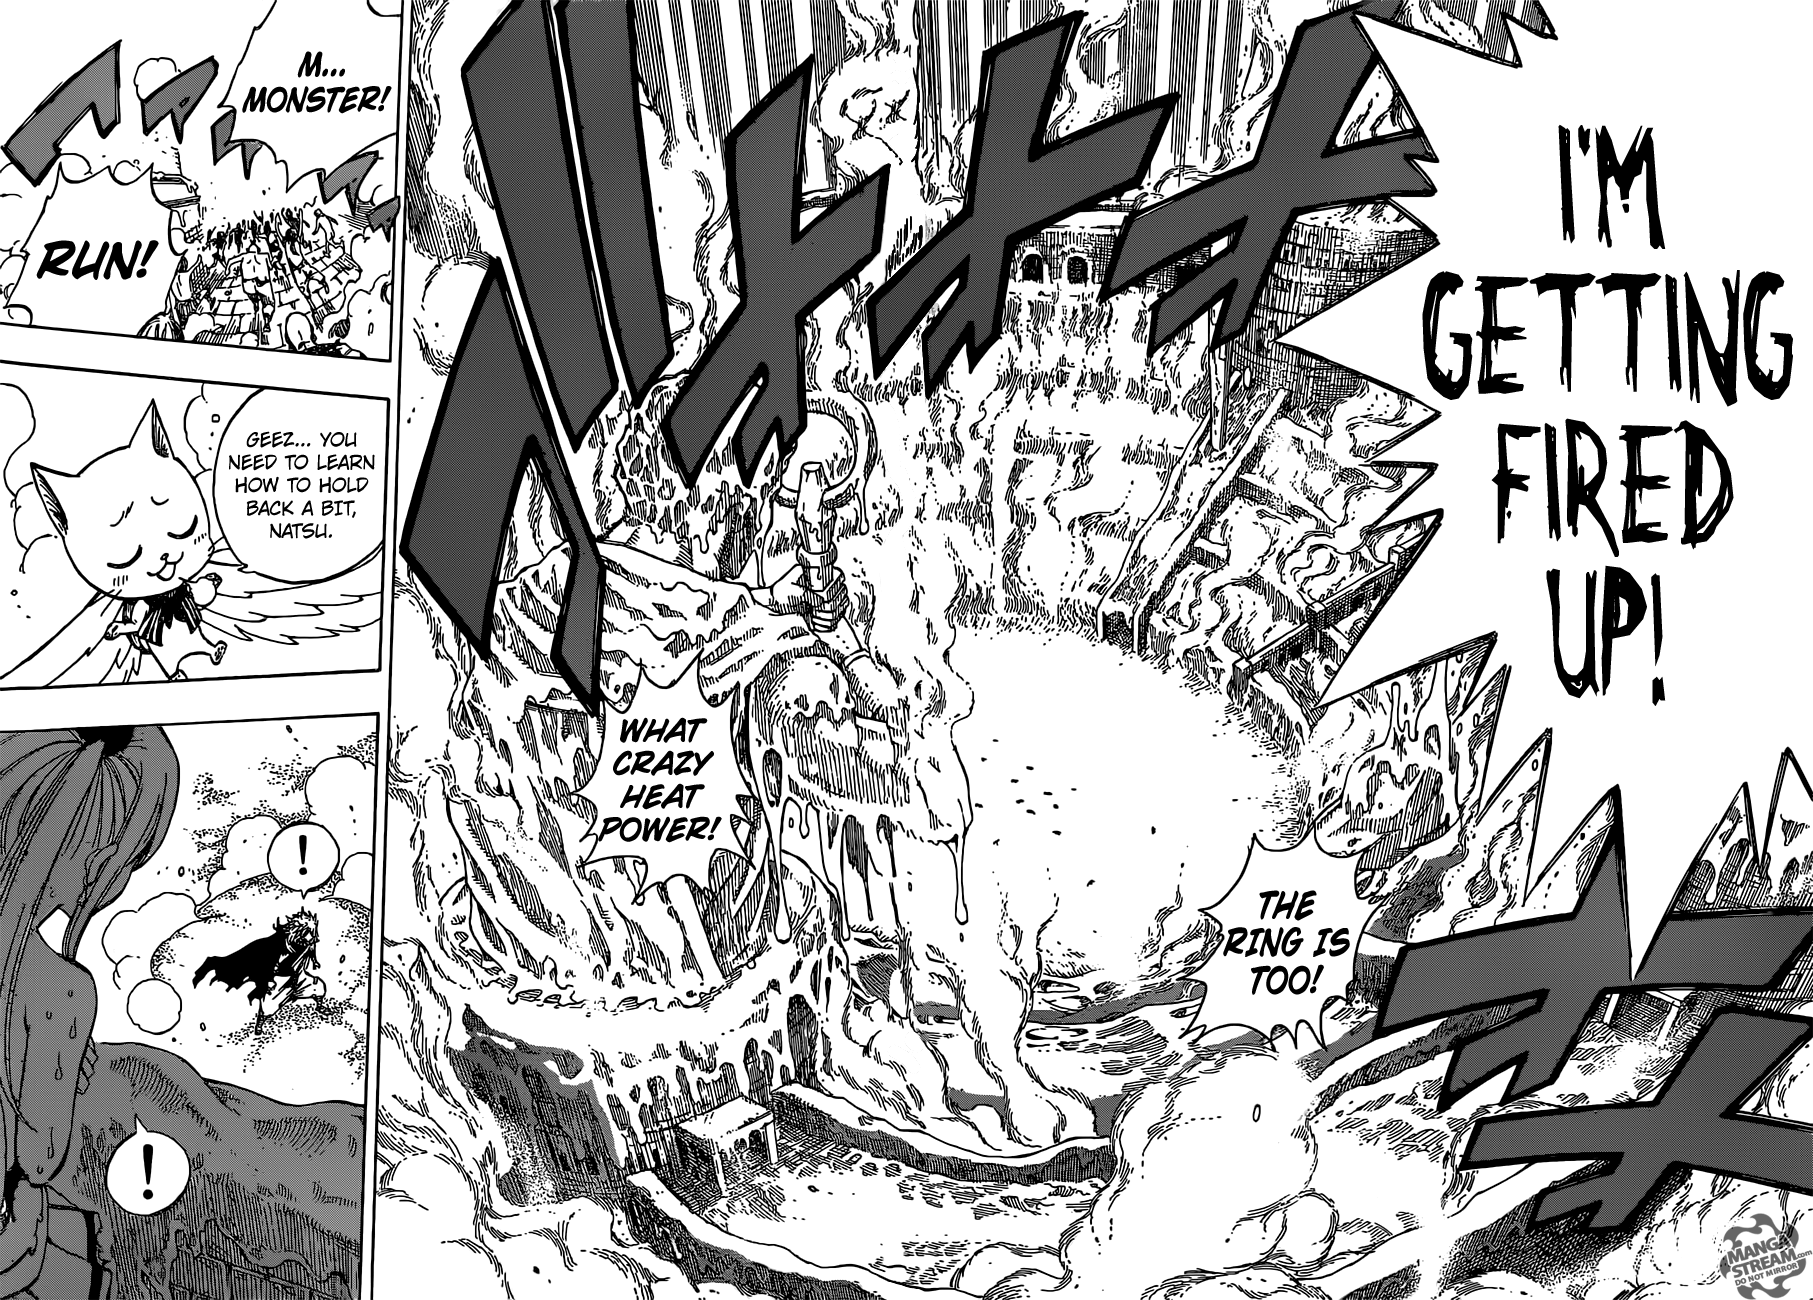 I'M
GETTING
FIRED
UP!
WHAT
CRAZY
HEAT
POWER!
THE
RING IS
TOO!
M...
MONSTER!
RUN!
GEEZ... YOU
NEED TO LEARN
HOW TO HOLD
BACK A BIT,
NATSU.
!
!
MANGA
STREAM.com
DO NOT MIRROR